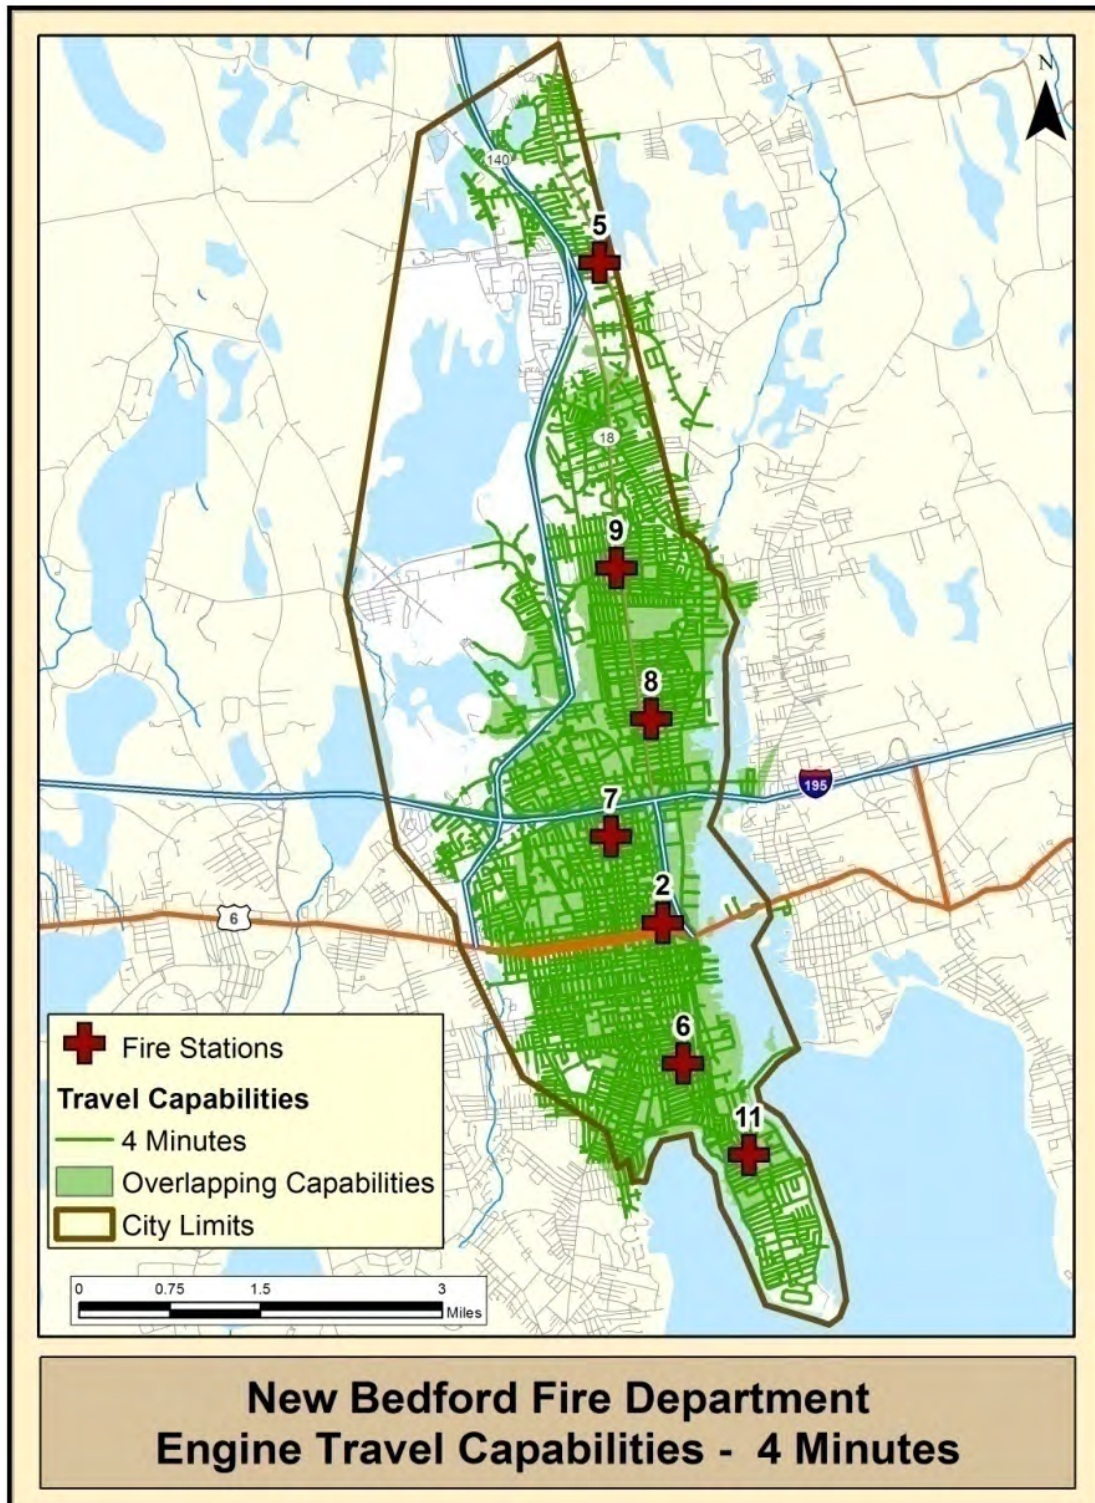 N
140
5
18
9
8
195
7
2
6
6
11
Fire Stations
Travel Capabilities
4 Minutes
Overlapping Capabilities
City Limits
0 0.75 1.5 3
Miles
New Bedford Fire Department
Engine Travel Capabilities - 4 Minutes